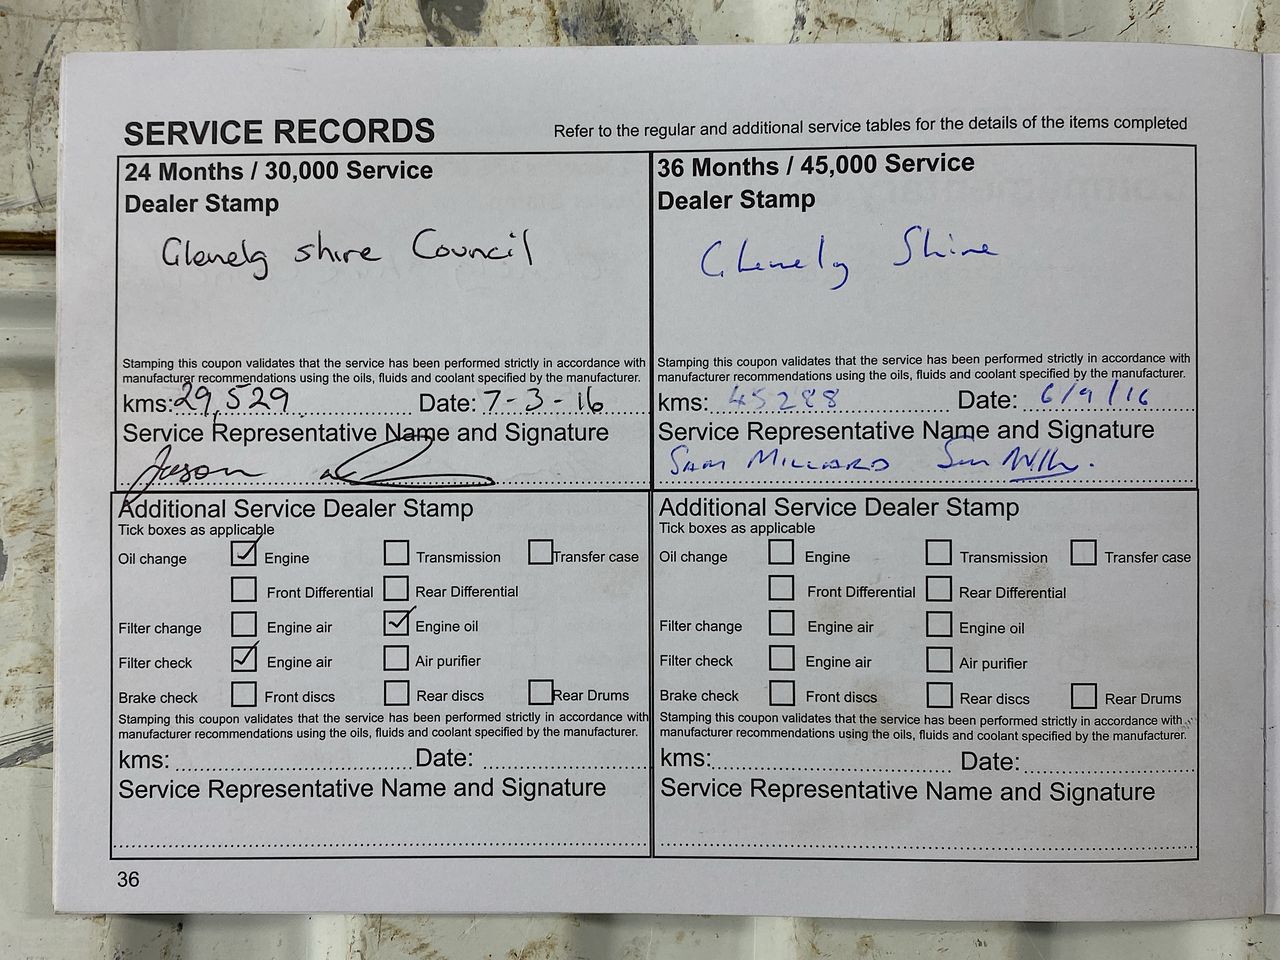 SERVICE RECORDS
Refer to the regular and additional service tables for the details of the items completed
24 Months / 30,000 Service
Dealer Stamp
Glenelg shire Council
Stamping this coupon validates that the service has been performed strictly in accordance with
manufacturer recommendations using the oils, fluids and coolant specified by the manufacturer.
kms: 29,529 Date: 7-3-16
Service Representative Name and Signature
Jason
36 Months / 45,000 Service
Dealer Stamp
Glenelg Shire
Stamping this coupon validates that the service has been performed strictly in accordance with
manufacturer recommendations using the oils, fluids and coolant specified by the manufacturer.
kms: 45288 Date: 6/9/16
Service Representative Name and Signature
SAM MILLARD
Additional Service Dealer Stamp
Tick boxes as applicable
Oil change Engine Transmission Transfer case
Front Differential Rear Differential
Filter change Engine air Engine oil
Filter check Engine air Air purifier
Brake check Front discs Rear discs Rear Drums
Stamping this coupon validates that the service has been performed strictly in accordance with
manufacturer recommendations using the oils, fluids and coolant specified by the manufacturer.
kms: Date:
Service Representative Name and Signature
Additional Service Dealer Stamp
Tick boxes as applicable
Oil change Engine Transmission Transfer case
Front Differential Rear Differential
Filter change Engine air Engine oil
Filter check Engine air Air purifier
Brake check Front discs Rear discs Rear Drums
Stamping this coupon validates that the service has been performed strictly in accordance with
manufacturer recommendations using the oils, fluids and coolant specified by the manufacturer.
kms: Date:
Service Representative Name and Signature
36